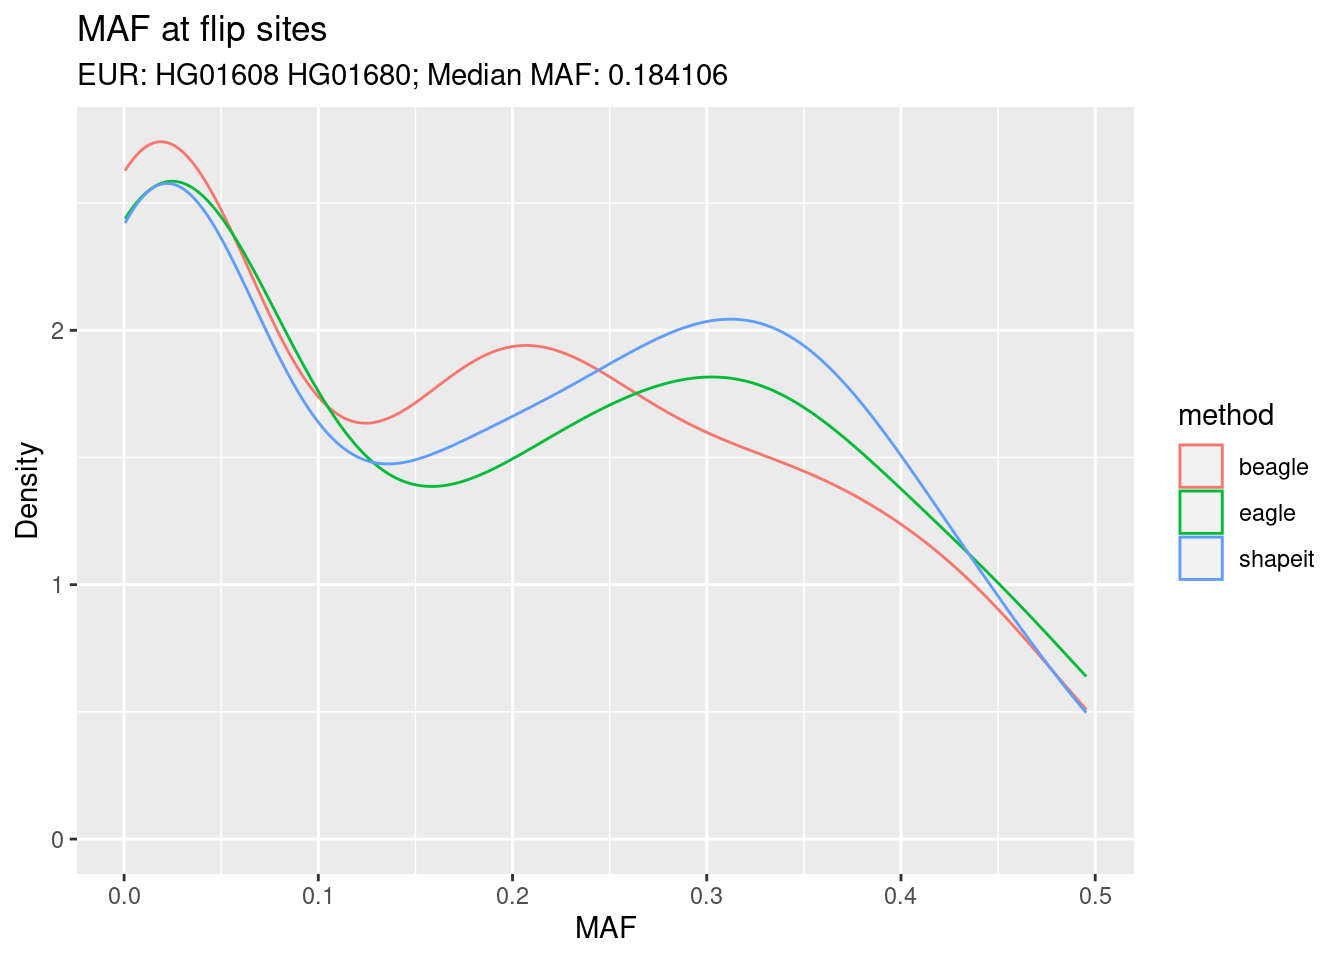 MAF at flip sites
EUR: HG01608 HG01680; Median MAF: 0.184106
Density
2
1
0
0.0 0.1 0.2 0.3 0.4 0.5
MAF
method
beagle
eagle
shapeit